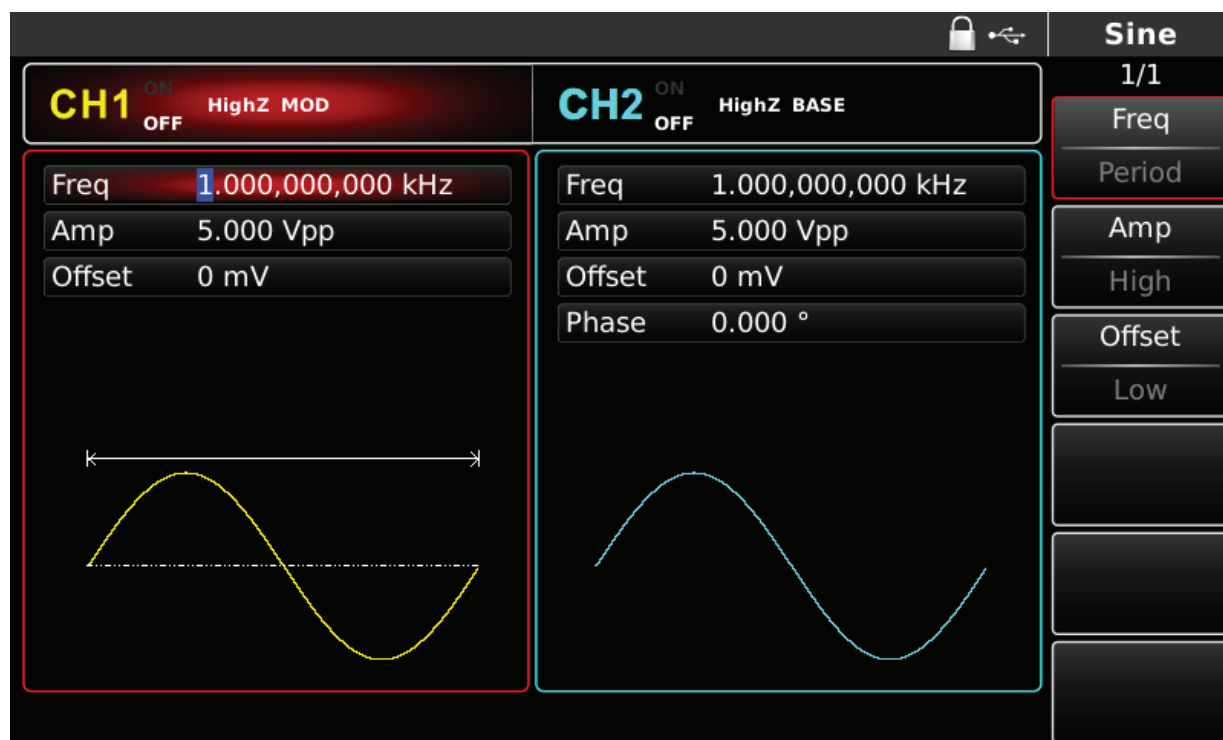 Sine
1/1
CH1 ON OFF HighZ MOD
CH2 ON OFF HighZ BASE
Freq 1.000,000,000 kHz
Amp 5.000 Vpp
Offset 0 mV
Freq 1.000,000,000 kHz
Amp 5.000 Vpp
Offset 0 mV
Phase 0.000 °
Freq
Period
Amp
High
Offset
Low